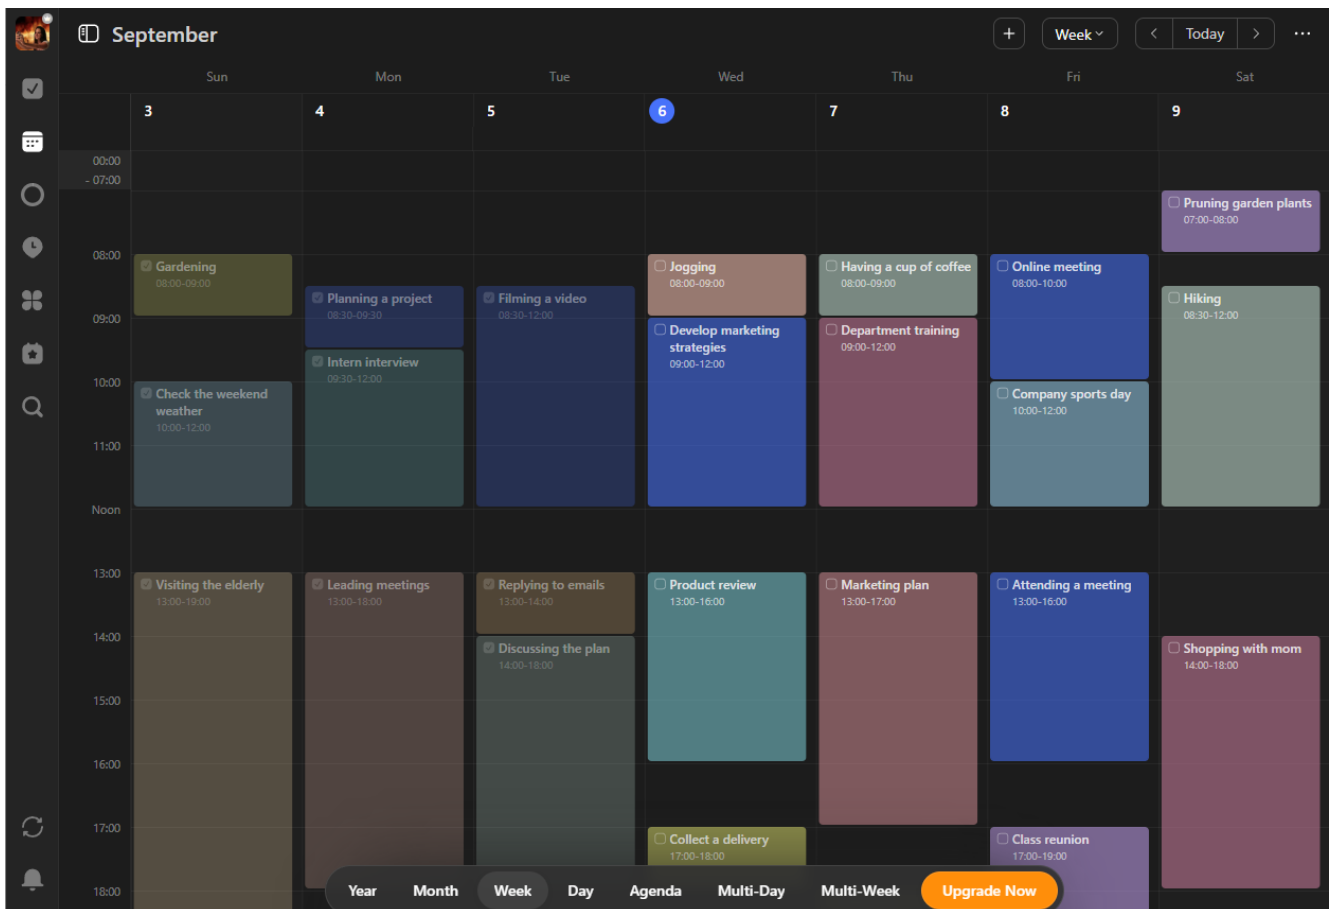 September
+
Week
Today
Sun Mon Tue Wed Thu Fri Sat
3 4 5 6 7 8 9
00:00
- 07:00
08:00
09:00
10:00
11:00
Noon
13:00
14:00
15:00
16:00
17:00
18:00
Gardening
08:00-09:00
Check the weekend
weather
10:00-12:00
Visiting the elderly
13:00-19:00
Planning a project
08:30-09:30
Intern interview
09:30-12:00
Leading meetings
13:00-18:00
Filming a video
08:30-12:00
Replying to emails
13:00-14:00
Discussing the plan
14:00-18:00
Jogging
08:00-09:00
Develop marketing
strategies
09:00-12:00
Product review
13:00-16:00
Collect a delivery
17:00-18:00
Having a cup of coffee
08:00-09:00
Department training
09:00-12:00
Marketing plan
13:00-17:00
Online meeting
08:00-10:00
Company sports day
10:00-12:00
Attending a meeting
13:00-16:00
Class reunion
17:00-19:00
Pruning garden plants
07:00-08:00
Hiking
08:30-12:00
Shopping with mom
14:00-18:00
Year Month Week Day Agenda Multi-Day Multi-Week Upgrade Now